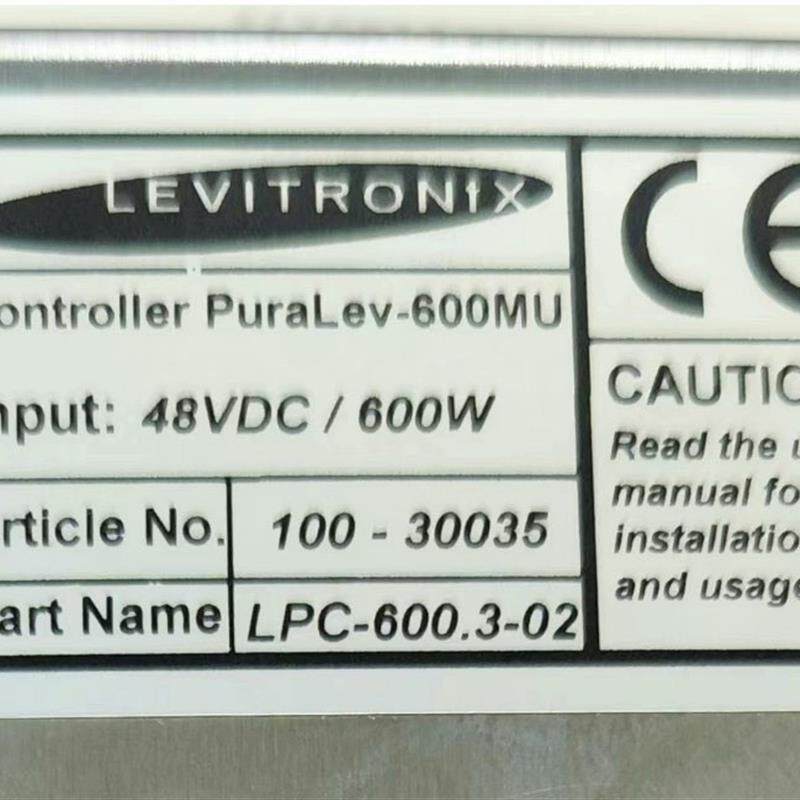 LEVITRONIX
ontroller PuraLev-600MU
nput: 48VDC / 600W
rticle No. 100 - 30035
art Name LPC-600.3-02
CE
CAUTIO
Read the u
manual fo
installatio
and usage